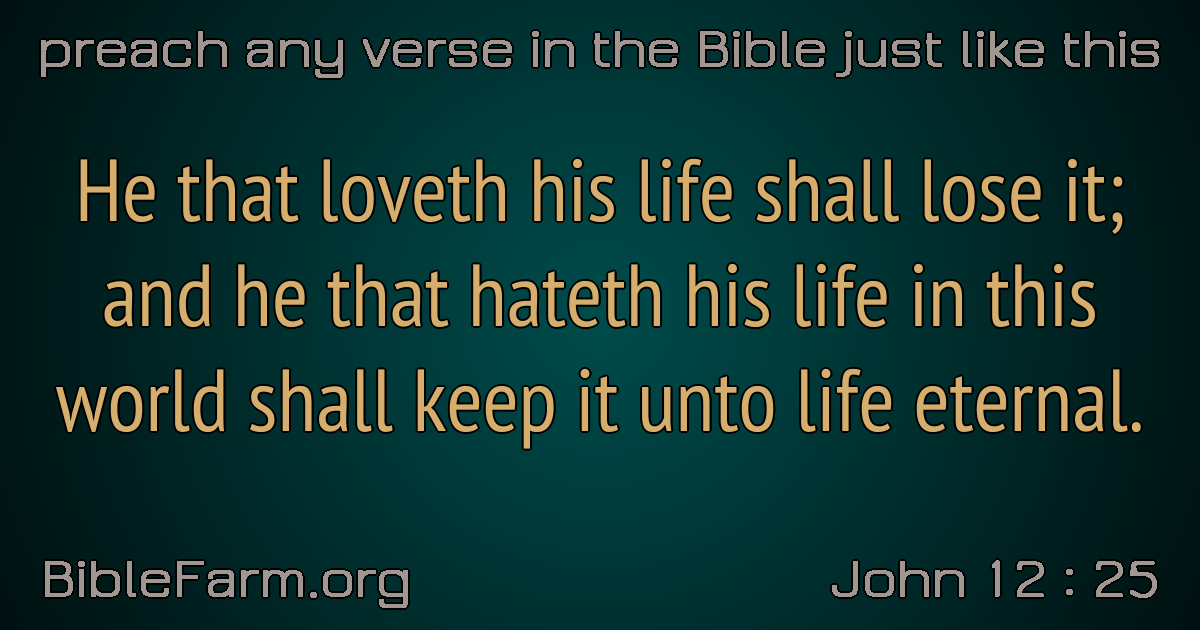 preach any verse in the Bible just like this
He that loveth his life shall lose it;
and he that hateth his life in this
world shall keep it unto life eternal.
BibleFarm.org
John 12 : 25